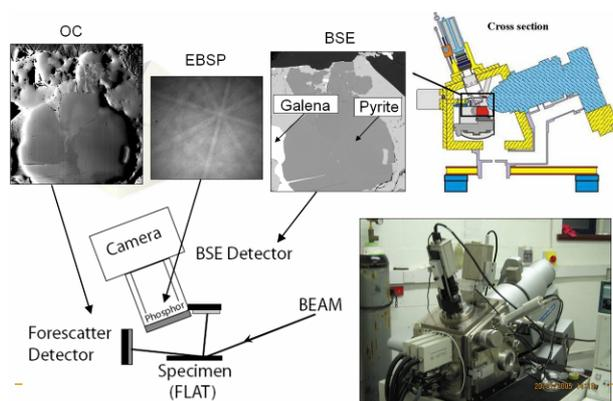 OC
EBSP
BSE
Cross section
Galena
Pyrite
Camera
Phosphor
BSE Detector
BEAM
Forescatter
Detector
Specimen
(FLAT)